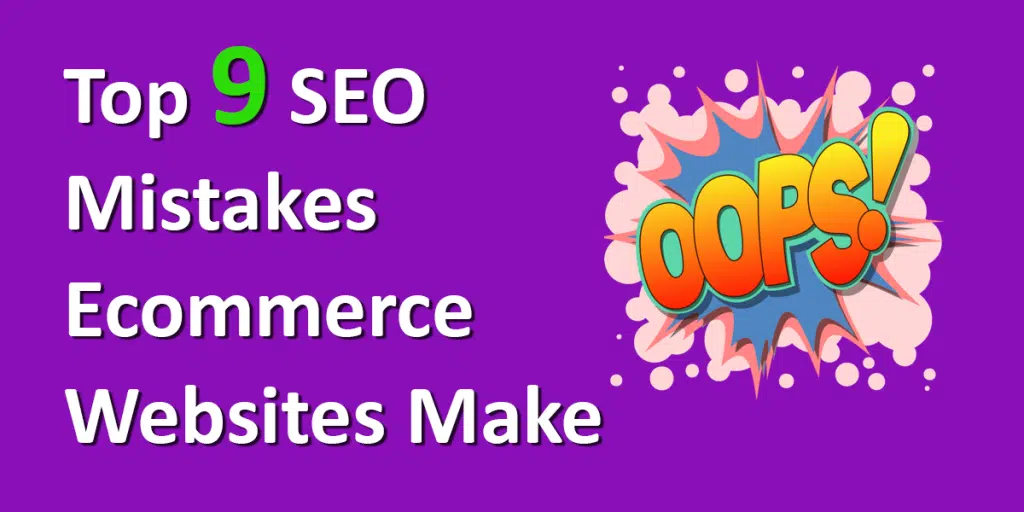 Top 9 SEO
Mistakes
Ecommerce
Websites Make
OOPS!